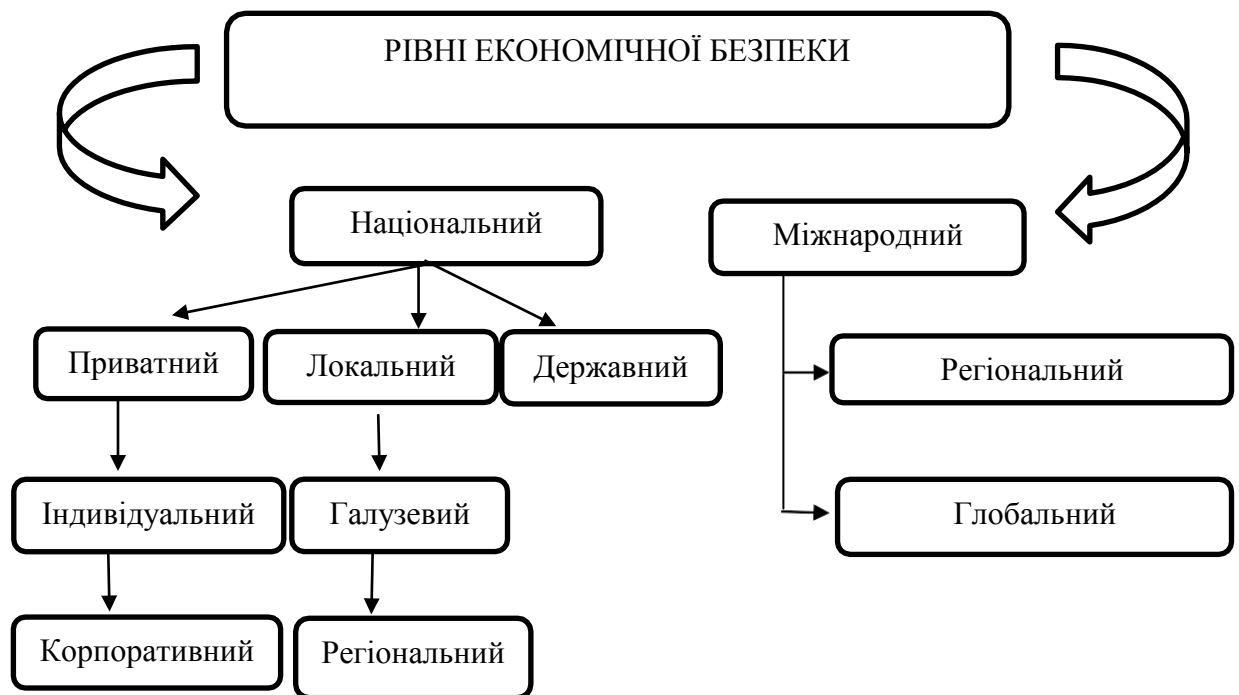 РІВНІ ЕКОНОМІЧНОЇ БЕЗПЕКИ
Національний
Міжнародний
Приватний
Локальний
Державний
Регіональний
Індивідуальний
Галузевий
Глобальний
Корпоративний
Регіональний